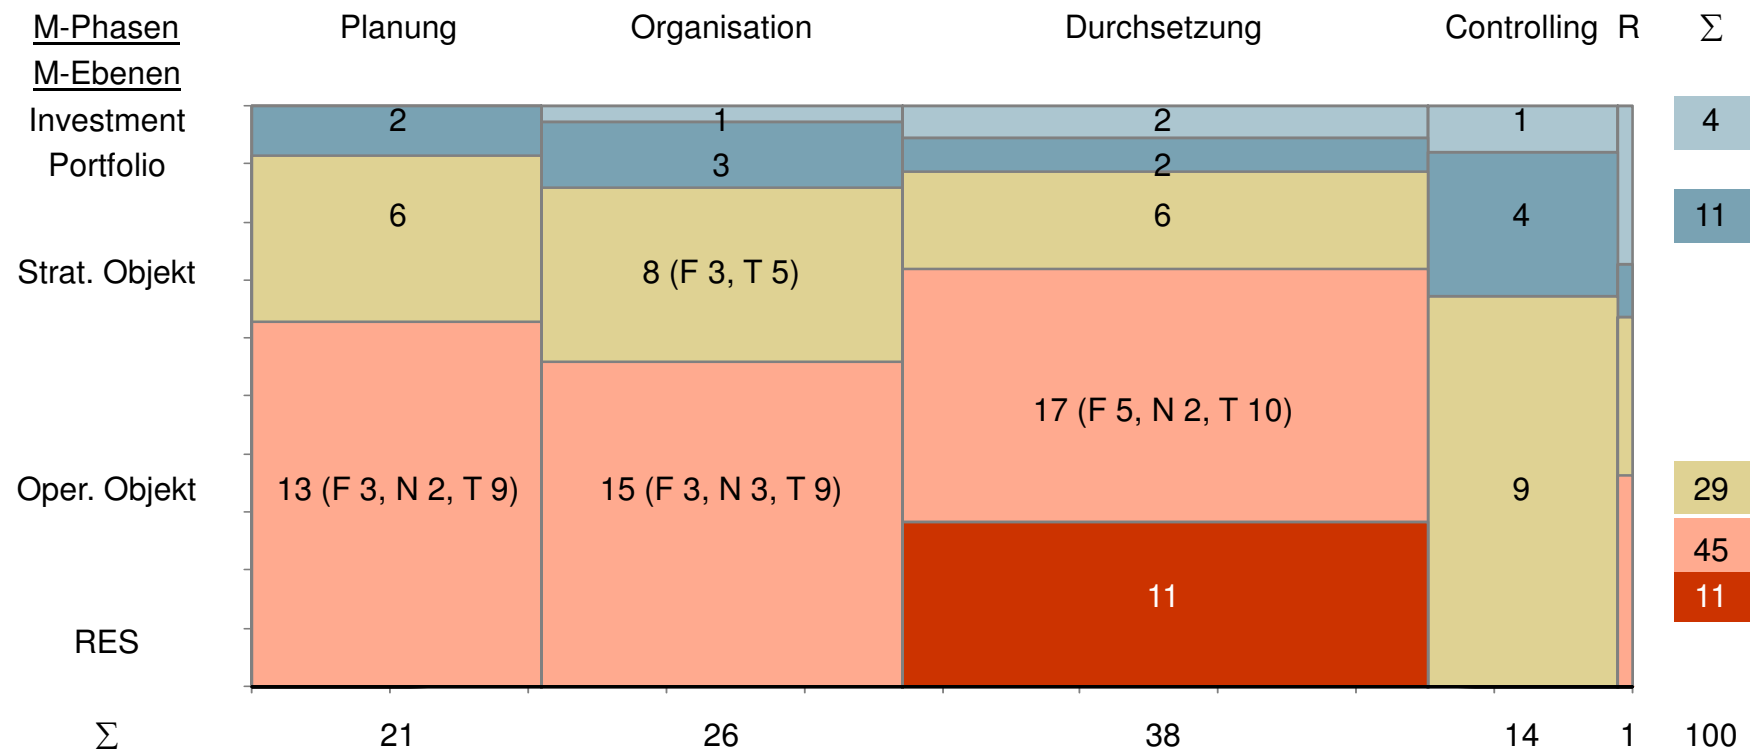 M-Phasen Planung Organisation Durchsetzung Controlling R Σ
M-Ebenen
Investment 2 1 2 1 4
Portfolio 3 2
6 6 4 11
Strat. Objekt 8 (F 3, T 5)
17 (F 5, N 2, T 10)
Oper. Objekt 13 (F 3, N 2, T 9) 15 (F 3, N 3, T 9) 9 29
45
11 11
RES
Σ 21 26 38 14 1 100